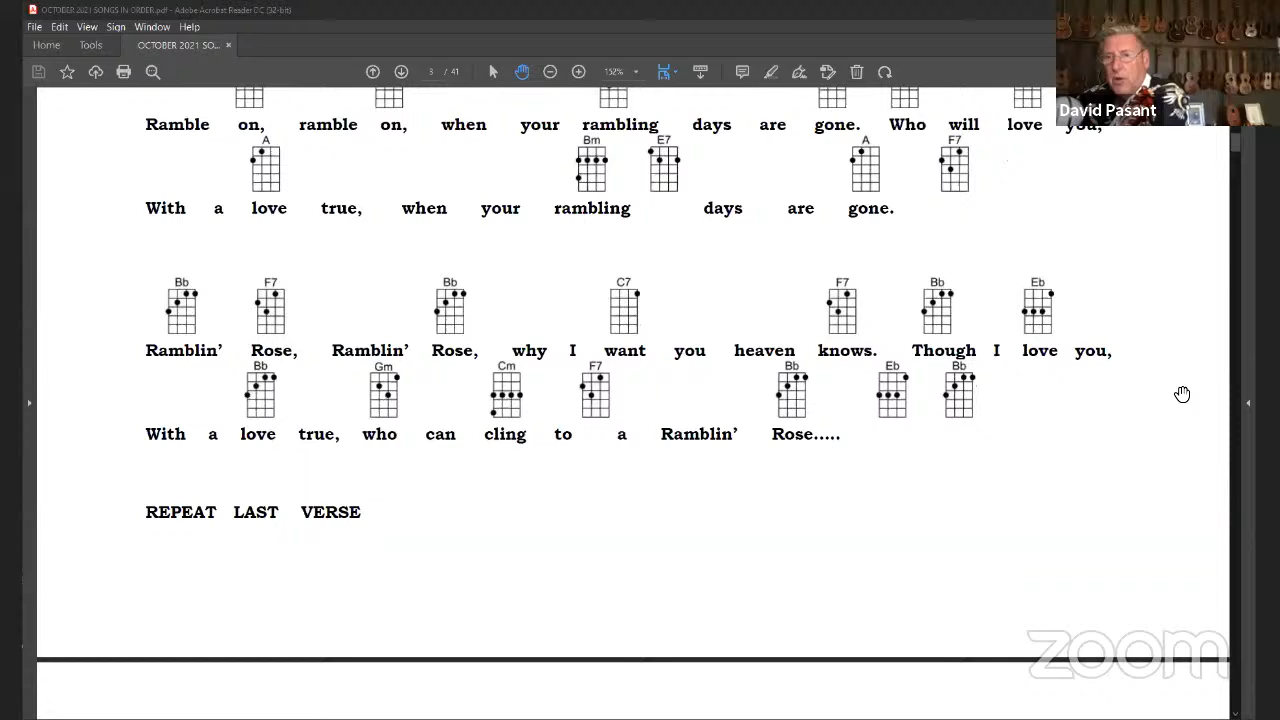 OCTOBER 2021 SONGS IN ORDER.pdf - Adobe Acrobat Reader DC (32-bit)
File Edit View Sign Window Help
Home Tools OCTOBER 2021 SO... ×
3 / 41 152%
David Pasant
Ramble on, ramble on, when your rambling days are gone. Who will love you,
A Bm E7 A F7
With a love true, when your rambling days are gone.
Bb F7 Bb C7 F7 Bb Eb
Ramblin’ Rose, Ramblin’ Rose, why I want you heaven knows. Though I love you,
Bb Gm Cm F7 Bb Eb Bb
With a love true, who can cling to a Ramblin’ Rose.....
REPEAT LAST VERSE
zoom